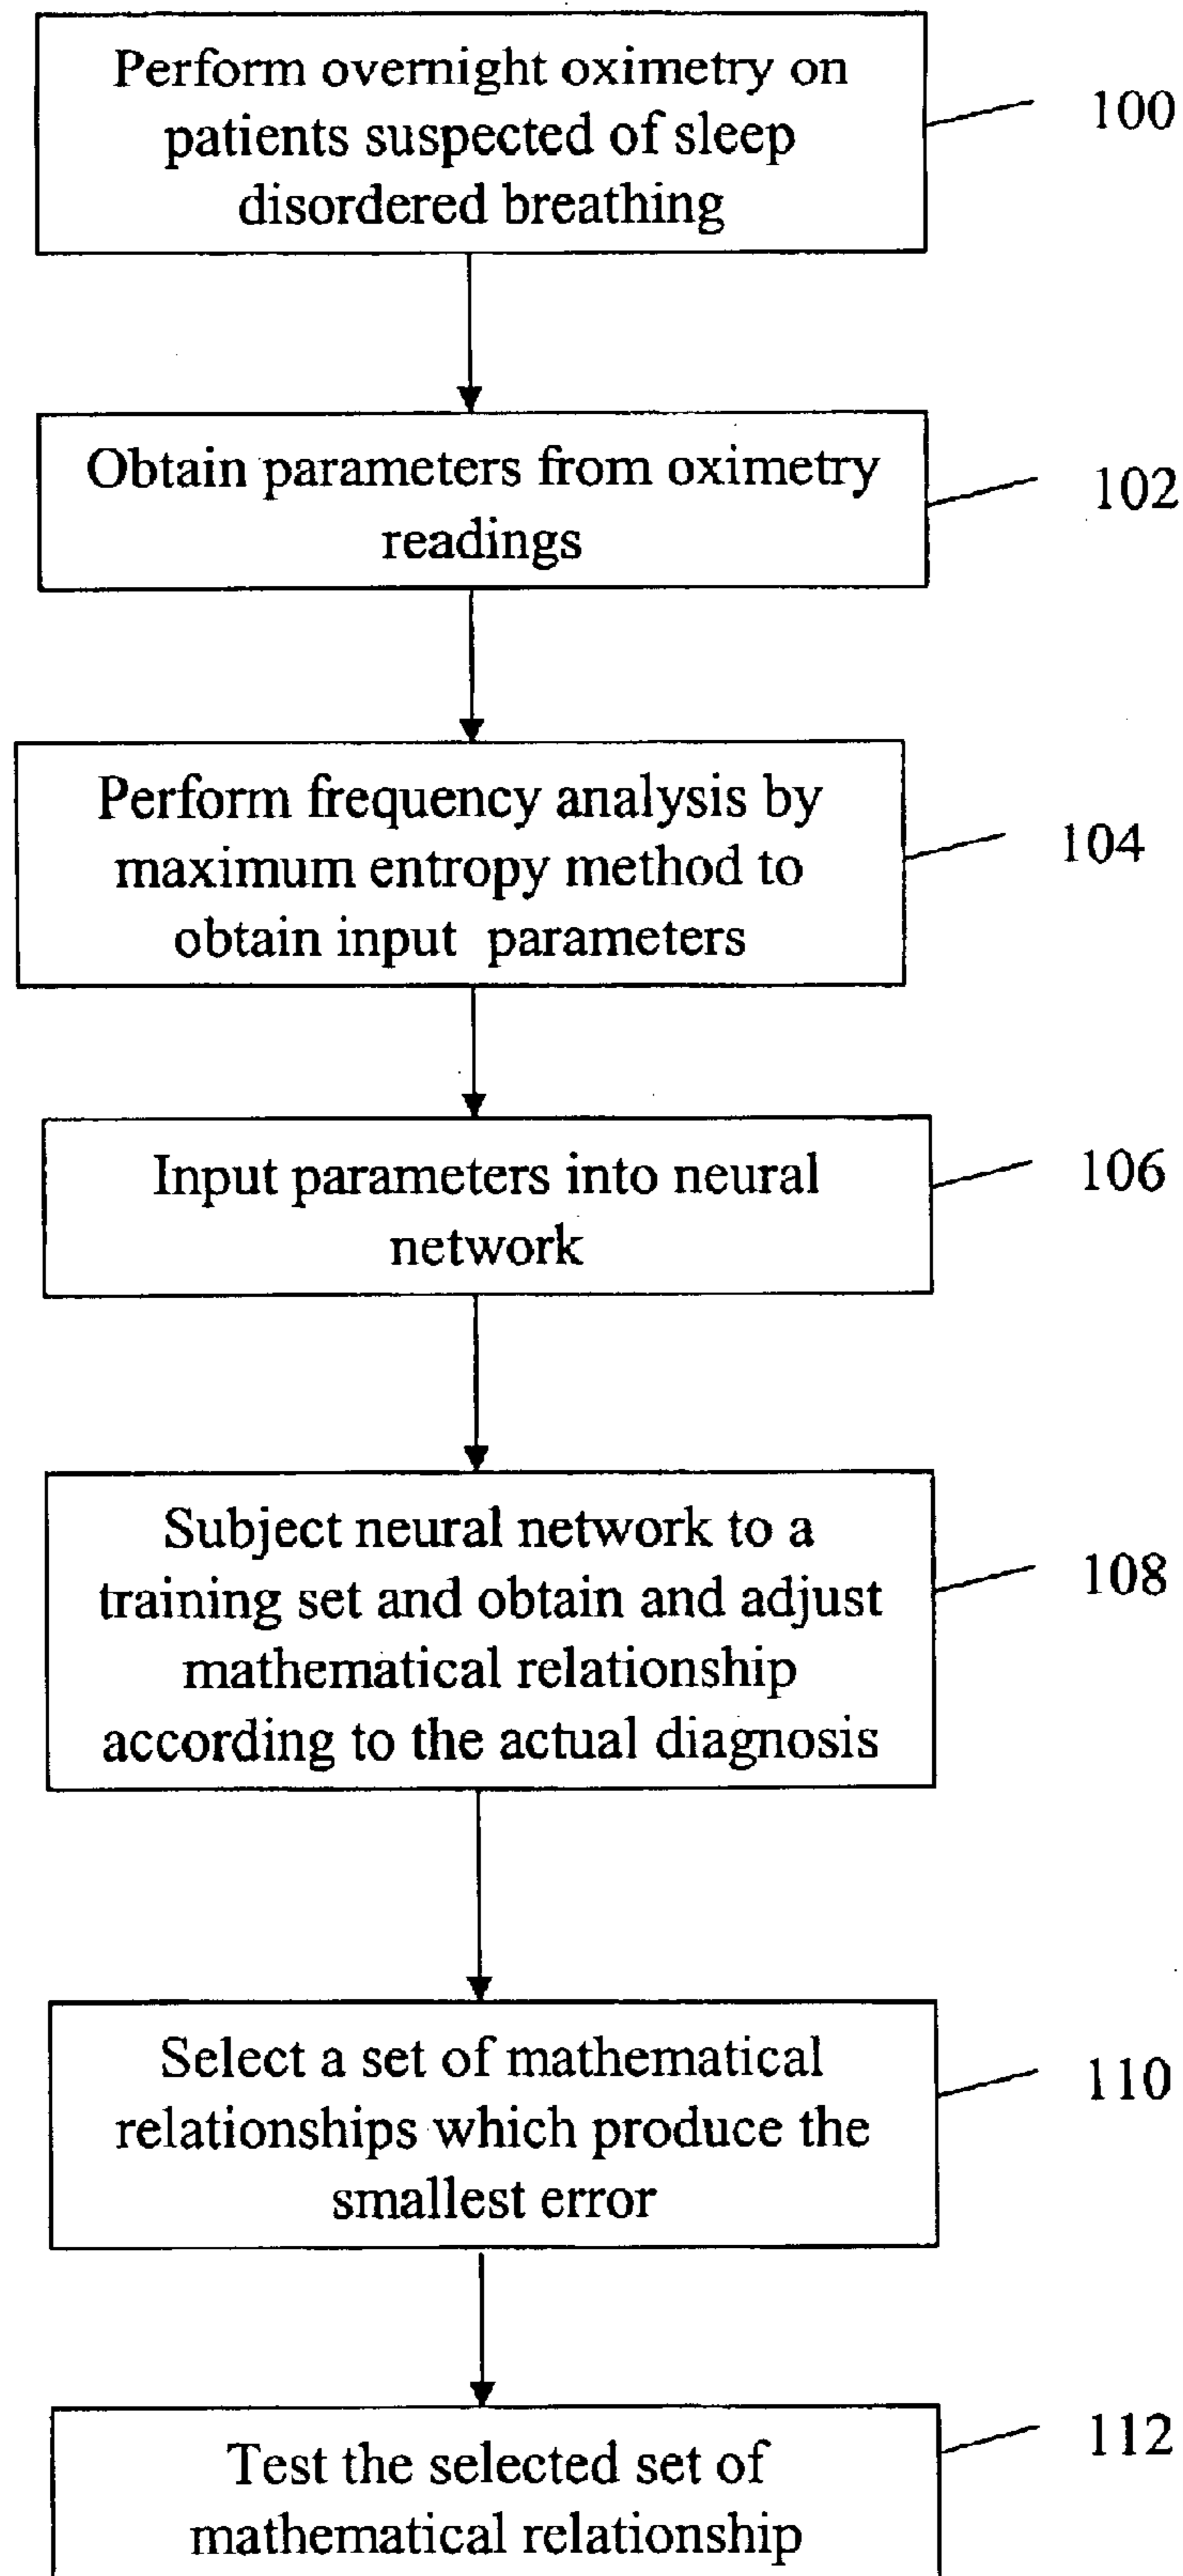 Perform overnight oximetry on
patients suspected of sleep
disordered breathing
100
Obtain parameters from oximetry
readings
102
Perform frequency analysis by
maximum entropy method to
obtain input parameters
104
Input parameters into neural
network
106
Subject neural network to a
training set and obtain and adjust
mathematical relationship
according to the actual diagnosis
108
Select a set of mathematical
relationships which produce the
smallest error
110
Test the selected set of
mathematical relationship
112